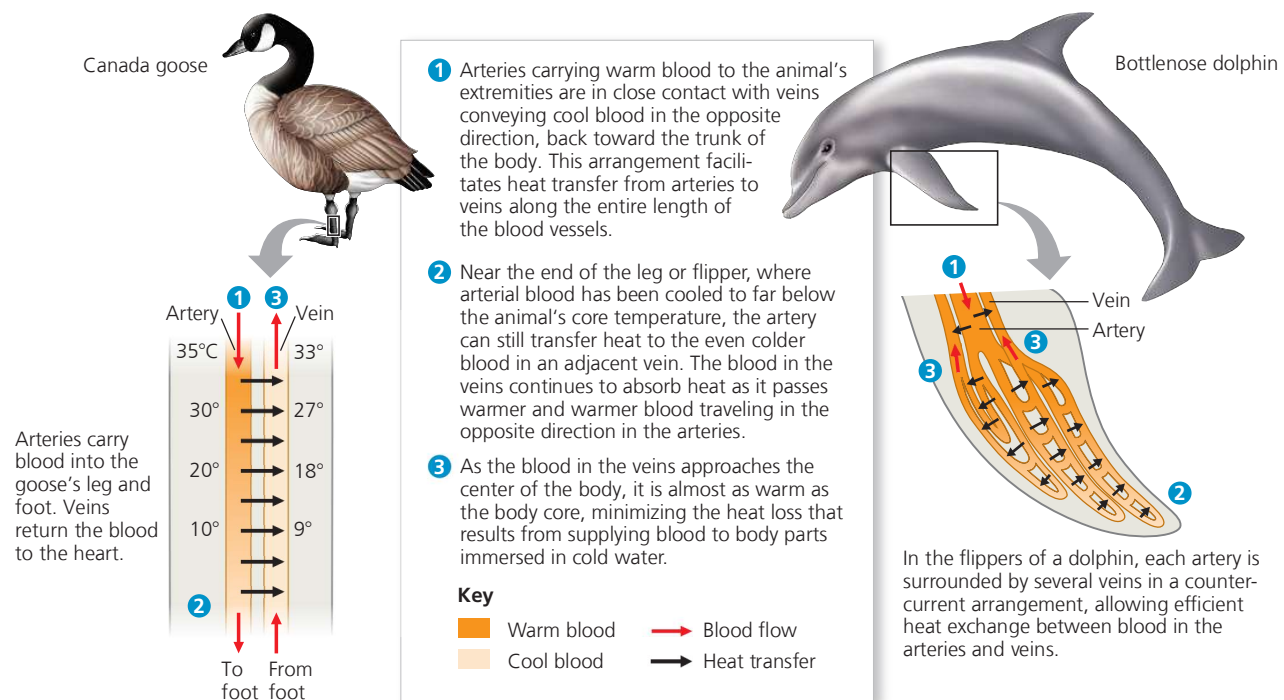 Canada goose
Arteries carry
blood into the
goose's leg and
foot. Veins
return the blood
to the heart.
1
3
Artery
Vein
35°C
33°
30°
27°
20°
18°
10°
9°
2
To
foot
From
foot
1 Arteries carrying warm blood to the animal's
extremities are in close contact with veins
conveying cool blood in the opposite
direction, back toward the trunk of
the body. This arrangement facili-
tates heat transfer from arteries to
veins along the entire length of
the blood vessels.
2 Near the end of the leg or flipper, where
arterial blood has been cooled to far below
the animal's core temperature, the artery
can still transfer heat to the even colder
blood in an adjacent vein. The blood in the
veins continues to absorb heat as it passes
warmer and warmer blood traveling in the
opposite direction in the arteries.
3 As the blood in the veins approaches the
center of the body, it is almost as warm as
the body core, minimizing the heat loss that
results from supplying blood to body parts
immersed in cold water.
Key
Warm blood
Blood flow
Cool blood
Heat transfer
Bottlenose dolphin
1
Vein
Artery
3
3
2
In the flippers of a dolphin, each artery is
surrounded by several veins in a counter-
current arrangement, allowing efficient
heat exchange between blood in the
arteries and veins.